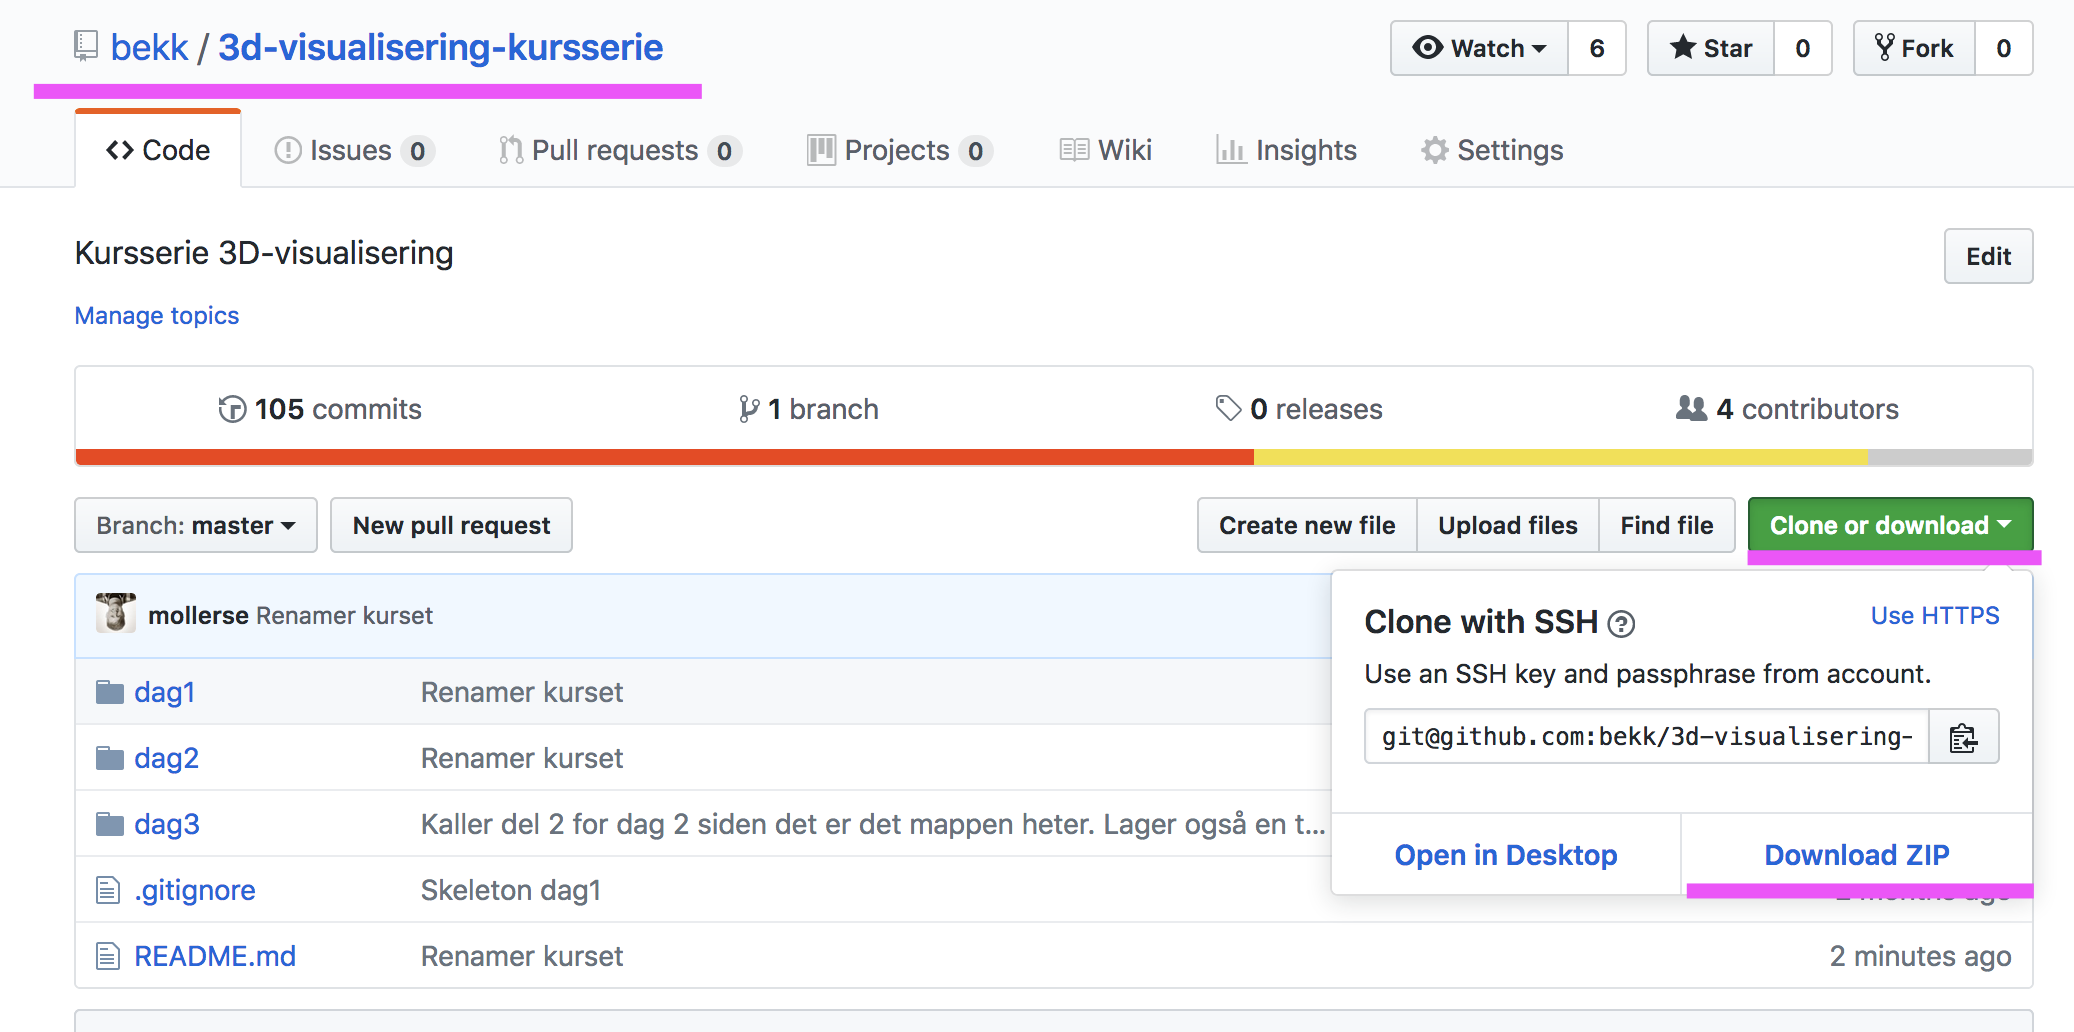 bekk / 3d-visualisering-kursserie
Watch 6 Star 0 Fork 0
Code Issues 0 Pull requests 0 Projects 0 Wiki Insights Settings
Kursserie 3D-visualisering
Edit
Manage topics
105 commits 1 branch 0 releases 4 contributors
Branch: master New pull request Create new file Upload files Find file Clone or download
mollerse Renamer kurset
Clone with SSH ? Use HTTPS
Use an SSH key and passphrase from account.
git@github.com:bekk/3d-visualisering-
Open in Desktop Download ZIP
dag1 Renamer kurset
dag2 Renamer kurset
dag3 Kaller del 2 for dag 2 siden det er det mappen heter. Lager også en t...
.gitignore Skeleton dag1 2 months ago
README.md Renamer kurset 2 minutes ago